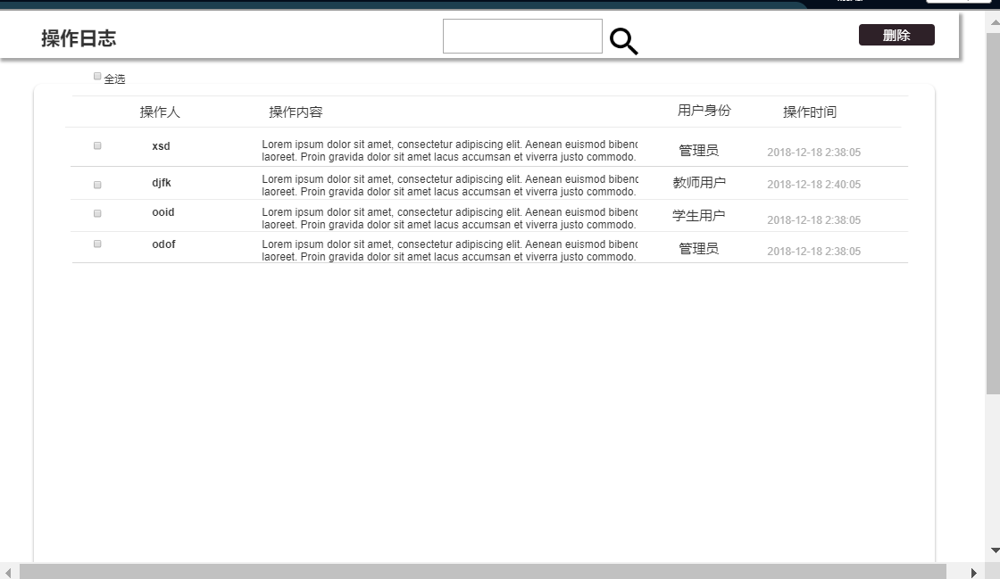 操作日志
删除
全选
操作人 操作内容 用户身份 操作时间
xsd
Lorem ipsum dolor sit amet, consectetur adipiscing elit. Aenean euismod
laoreet. Proin gravida dolor sit amet lacus accumsan et viverra justo commodo.
管理员
2018-12-18 2:38:05
djfk
Lorem ipsum dolor sit amet, consectetur adipiscing elit. Aenean euismod
laoreet. Proin gravida dolor sit amet lacus accumsan et viverra justo commodo.
教师用户
2018-12-18 2:40:05
ooid
Lorem ipsum dolor sit amet, consectetur adipiscing elit. Aenean euismod
laoreet. Proin gravida dolor sit amet lacus accumsan et viverra justo commodo.
学生用户
2018-12-18 2:38:05
odof
Lorem ipsum dolor sit amet, consectetur adipiscing elit. Aenean euismod
laoreet. Proin gravida dolor sit amet lacus accumsan et viverra justo commodo.
管理员
2018-12-18 2:38:05